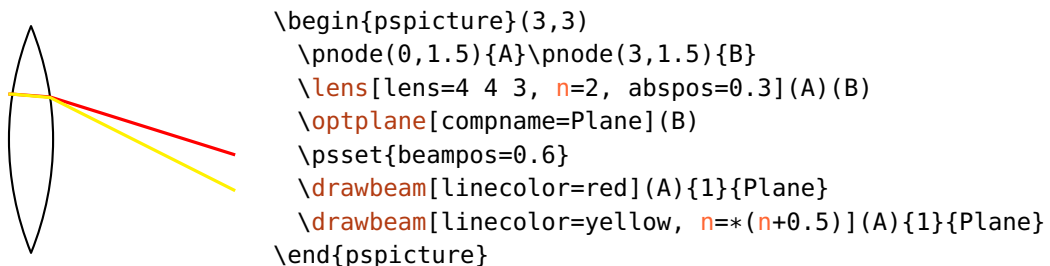 \begin{pspicture}(3,3)
  \pnode(0,1.5){A}\pnode(3,1.5){B}
  \lens[lens=4 4 3, n=2, abspos=0.3](A)(B)
  \optplane[compname=Plane](B)
  \psset{beampos=0.6}
  \drawbeam[linecolor=red](A){1}{Plane}
  \drawbeam[linecolor=yellow, n=*(n+0.5)](A){1}{Plane}
\end{pspicture}